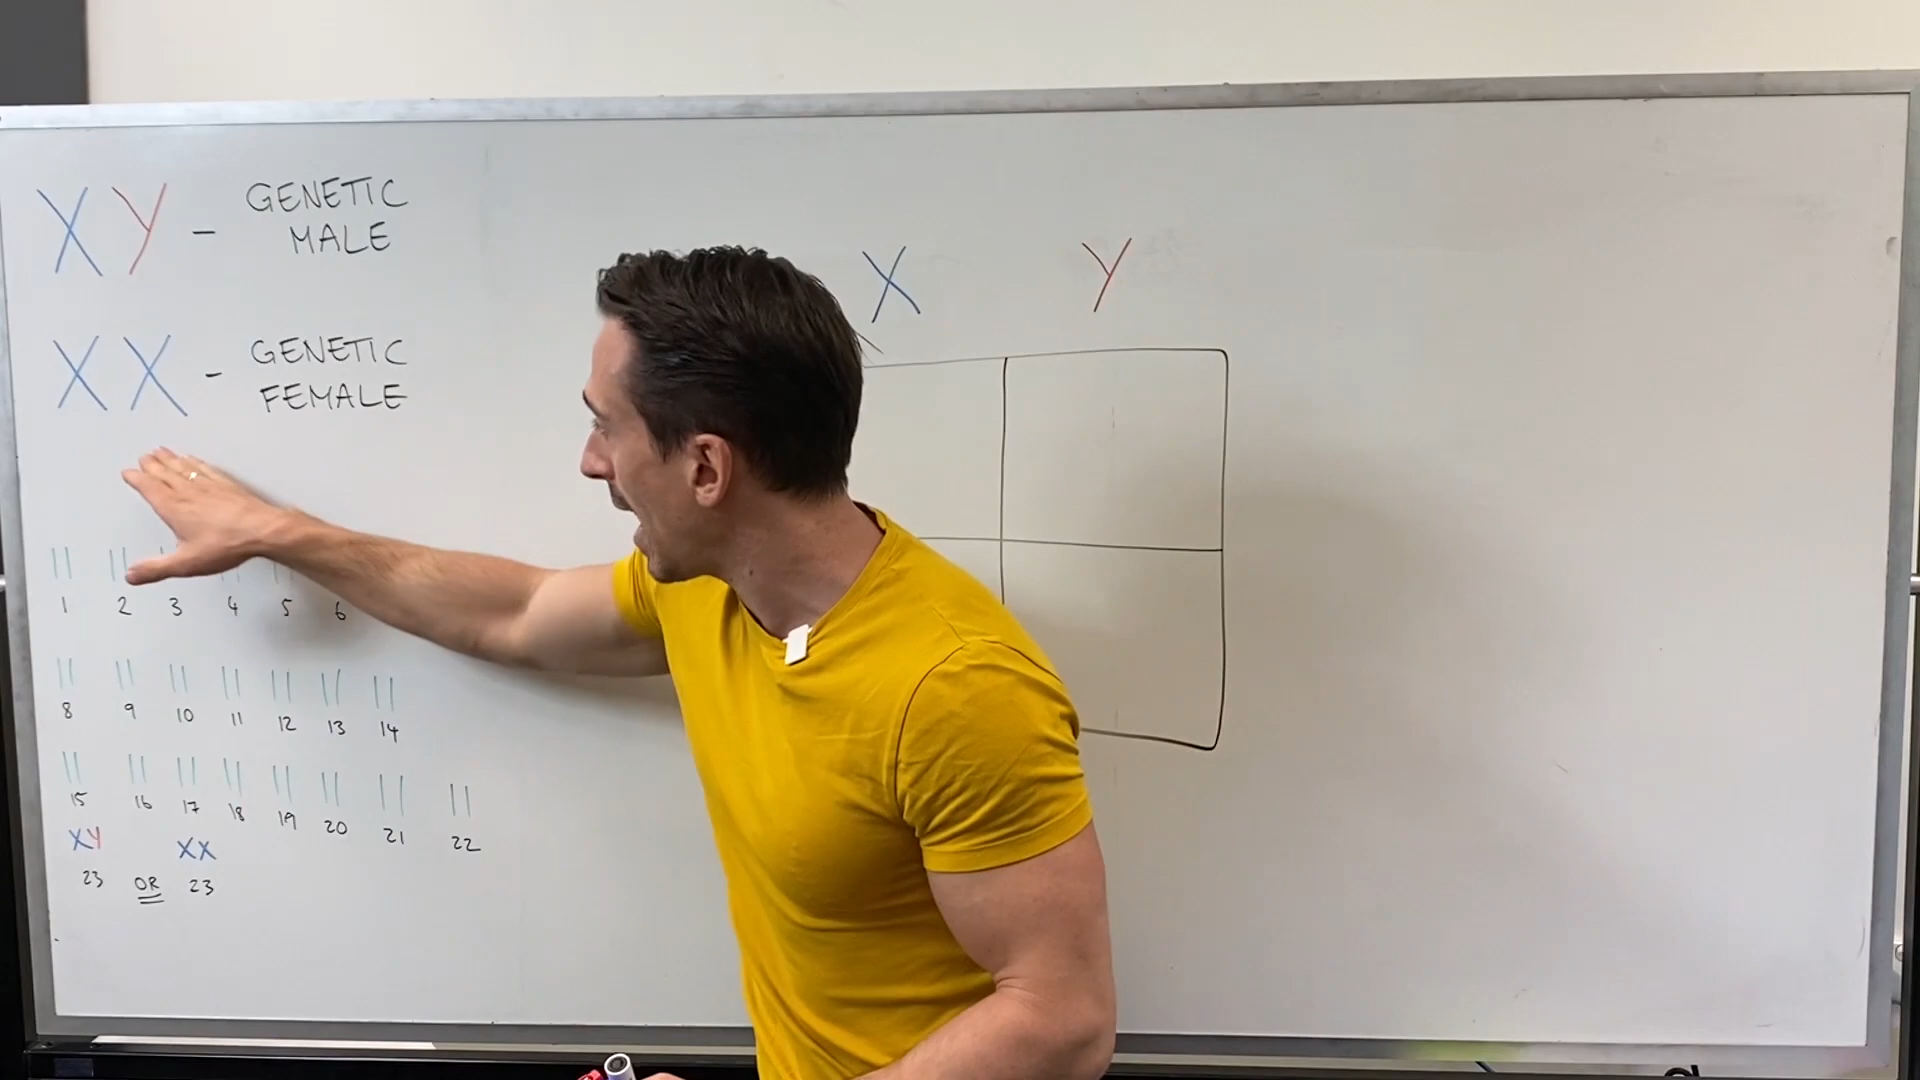 XY - GENETIC
MALE
XX - GENETIC
FEMALE
X Y
1 2 3 4 5 6
8 9 10 11 12 13 14
15 16 17 18 19 20 21 22
XY XX
23 OR 23